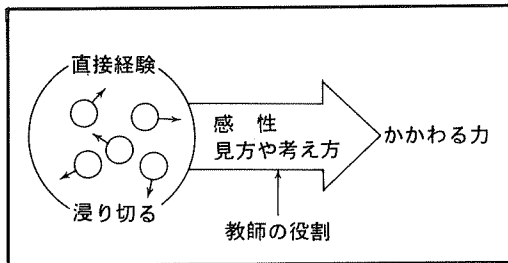 直接経験
感性
見方や考え方
かかわる力
浸り切る
教師の役割